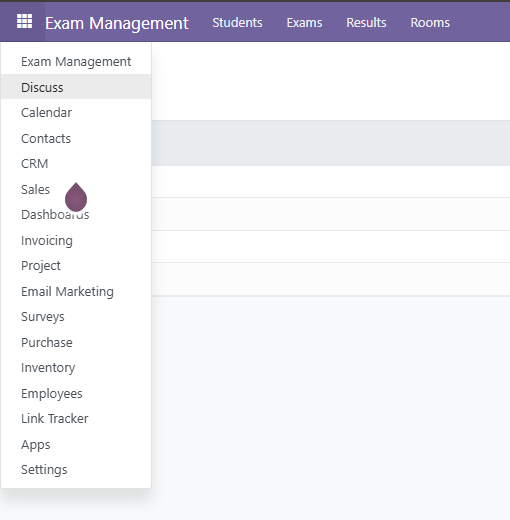 Exam Management Students Exams Results Rooms
Exam Management
Discuss
Calendar
Contacts
CRM
Sales
Dashboards
Invoicing
Project
Email Marketing
Surveys
Purchase
Inventory
Employees
Link Tracker
Apps
Settings